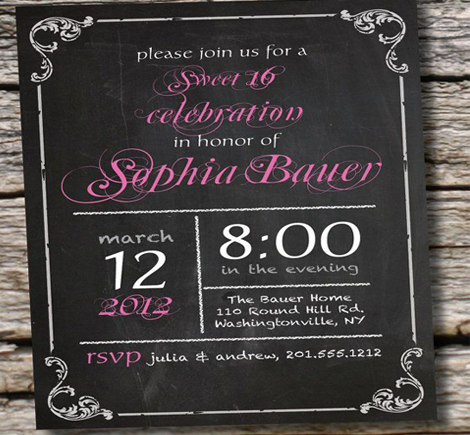 please join us for a
Sweet 16
celebration
in honor of
Sophia Bauer
march
12
2012
8:00
in the evening
The Bauer Home
110 Round Hill Rd.
Washingtonville, NY
rsvp julia & andrew, 201.555.1212